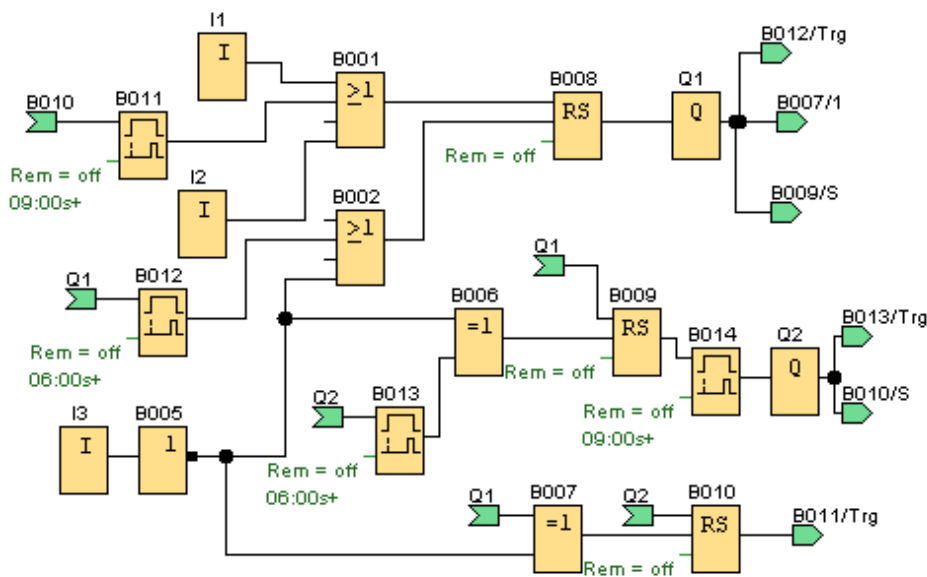 I1
I
B001
≥1
B010
B011
Rem = off
09:00s+
I2
I
B002
≥1
B008
RS
Rem = off
Q1
Q
B012/Trg
B007/1
B009/S
Q1
B012
Rem = off
06:00s+
Q1
B006
=1
B009
RS
Rem = off
B014
Rem = off
09:00s+
Q2
Q
B013/Trg
B010/S
I3
I
B005
1
Q2
B013
Rem = off
06:00s+
Q1
B007
=1
Q2
B010
RS
Rem = off
B011/Trg